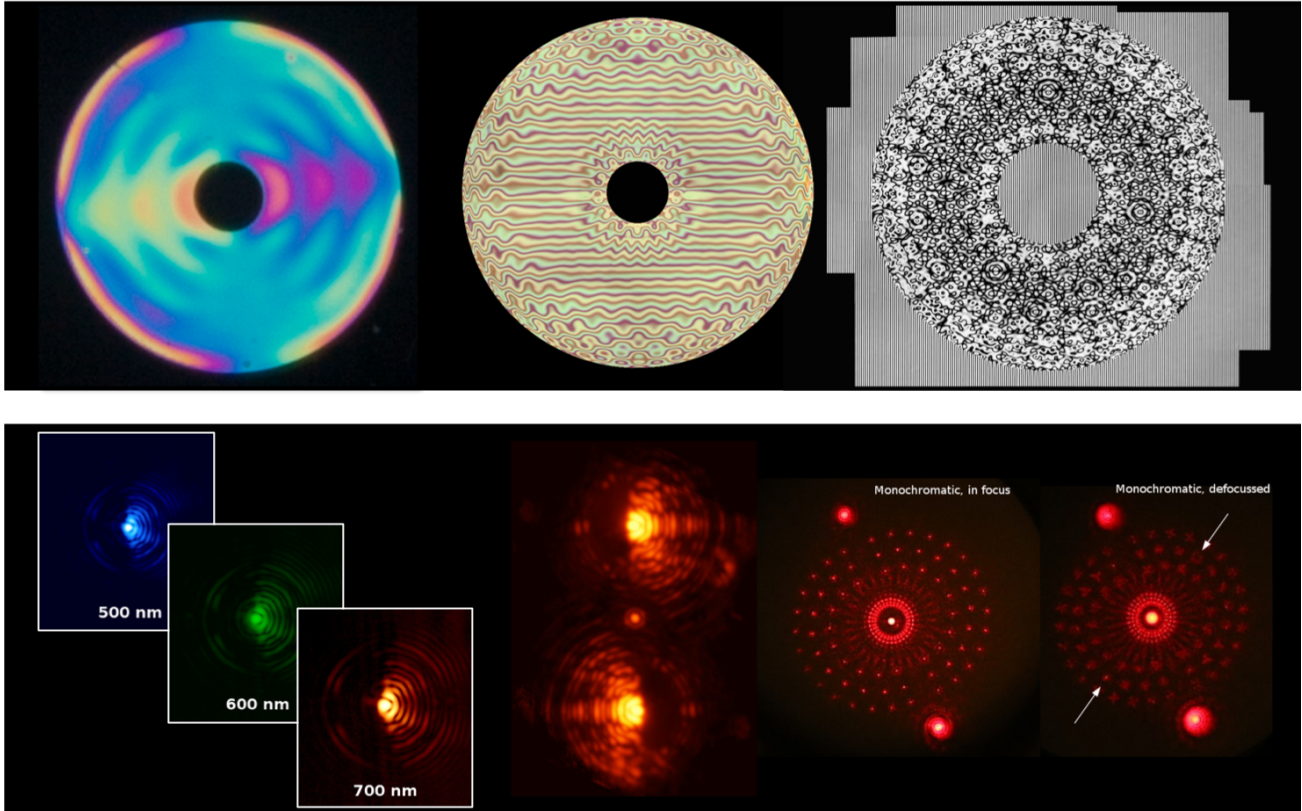 Monochromatic, in focus
Monochromatic, defocussed
500 nm
600 nm
700 nm